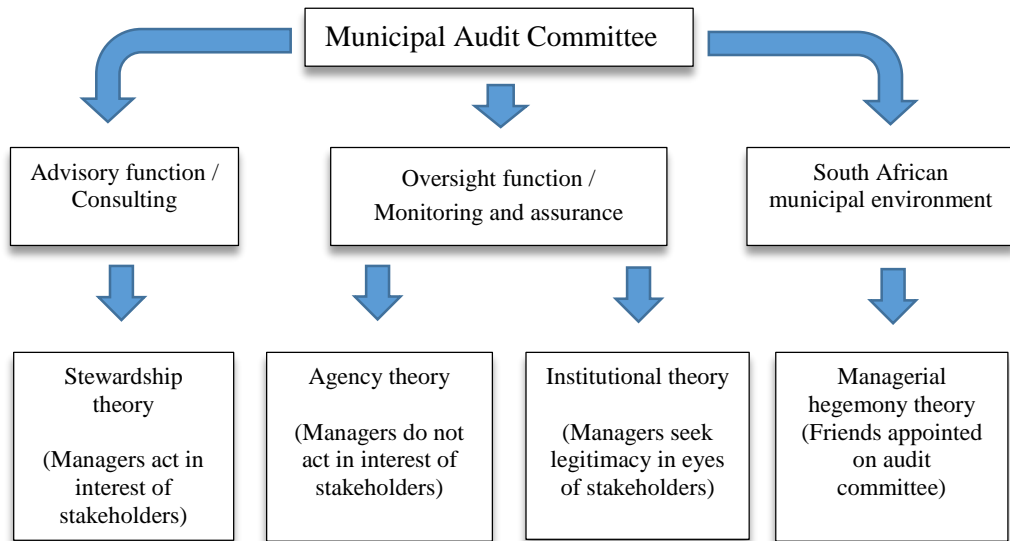 Municipal Audit Committee
Advisory function /
Consulting
Oversight function /
Monitoring and assurance
South African
municipal environment
Stewardship
theory
(Managers act in
interest of
stakeholders)
Agency theory
(Managers do not
act in interest of
stakeholders)
Institutional theory
(Managers seek
legitimacy in eyes
of stakeholders)
Managerial
hegemony theory
(Friends appointed
on audit
committee)